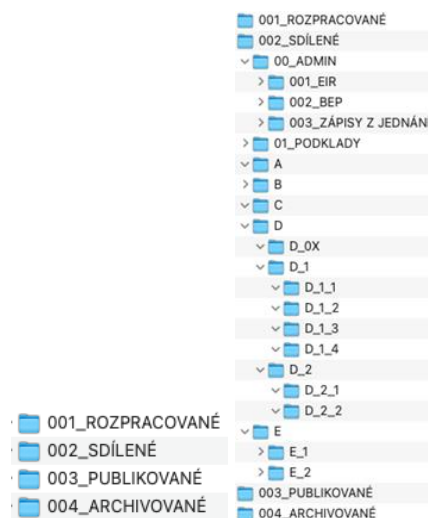 001_ROZPRACOVANÉ
002_SDÍLENÉ
003_PUBLIKOVANÉ
004_ARCHIVOVANÉ
001_ROZPRACOVANÉ
002_SDÍLENÉ
00_ADMIN
001_EIR
002_BEP
003_ZÁPISY Z JEDNÁNÍ
01_PODKLADY
A
B
C
D
D_0X
D_1
D_1_1
D_1_2
D_1_3
D_1_4
D_2
D_2_1
D_2_2
E
E_1
E_2
003_PUBLIKOVANÉ
004_ARCHIVOVANÉ